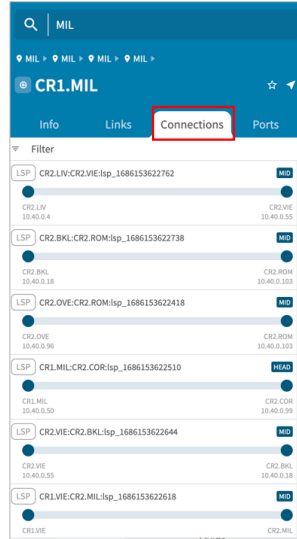 MIL
MIL MIL MIL MIL
CR1.MIL
Info Links Connections Ports
Filter
LSP CR2.LIV:CR2.VIE:lsp_1686153622762 MID
CR2.LIV CR2.VIE
10.40.0.4 10.40.0.55
LSP CR2.BKL:CR2.ROM:lsp_1686153622738 MID
CR2.BKL CR2.ROM
10.40.0.18 10.40.0.103
LSP CR2.OVE:CR2.ROM:lsp_1686153622418 MID
CR2.OVE CR2.ROM
10.40.0.96 10.40.0.103
LSP CR1.MIL:CR2.COR:lsp_1686153622510 HEAD
CR1.MIL CR2.COR
10.40.0.50 10.40.0.99
LSP CR2.VIE:CR2.BKL:lsp_1686153622644 MID
CR2.VIE CR2.BKL
10.40.0.55 10.40.0.18
LSP CR1.VIE:CR2.MIL:lsp_1686153622618 MID
CR1.VIE CR2.MIL